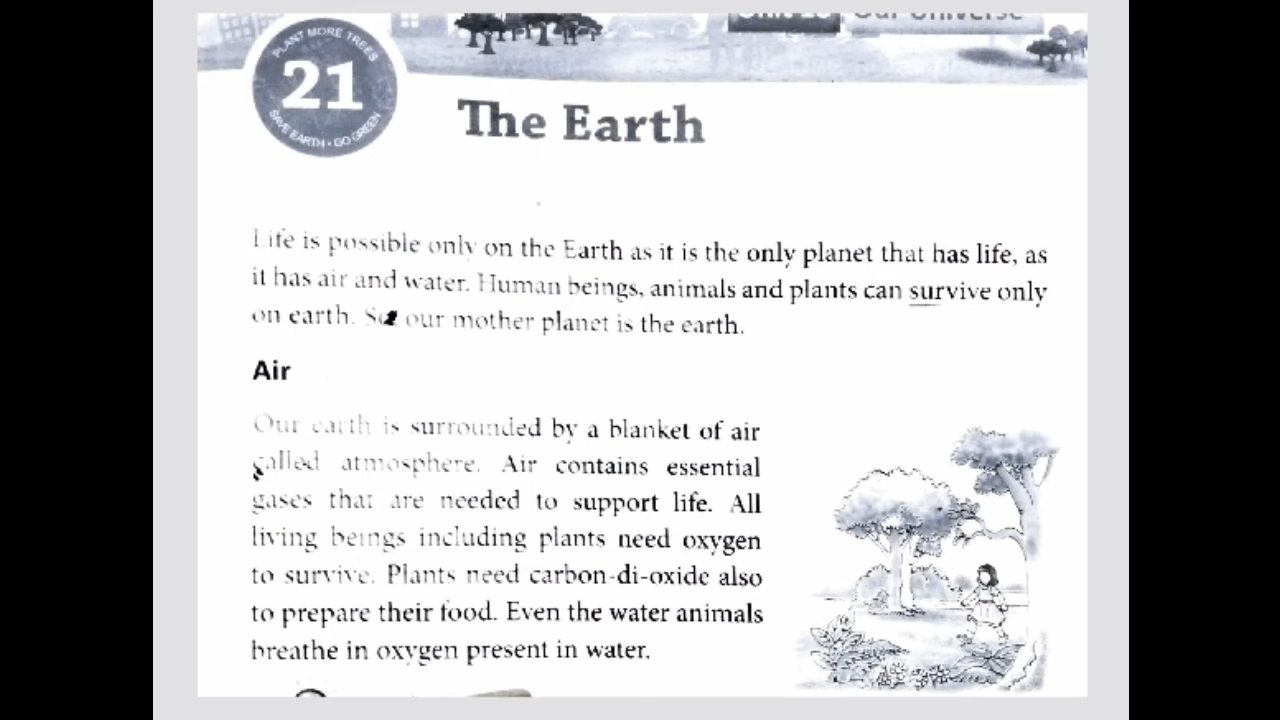 Our Universe
PLANT MORE TREES
21
SAVE EARTH • GO GREEN
The Earth
Life is possible only on the Earth as it is the only planet that has life, as
it has air and water. Human beings, animals and plants can survive only
on earth. So our mother planet is the earth.
Air
Our earth is surrounded by a blanket of air
called atmosphere. Air contains essential
gases that are needed to support life. All
living beings including plants need oxygen
to survive. Plants need carbon-di-oxide also
to prepare their food. Even the water animals
breathe in oxygen present in water.